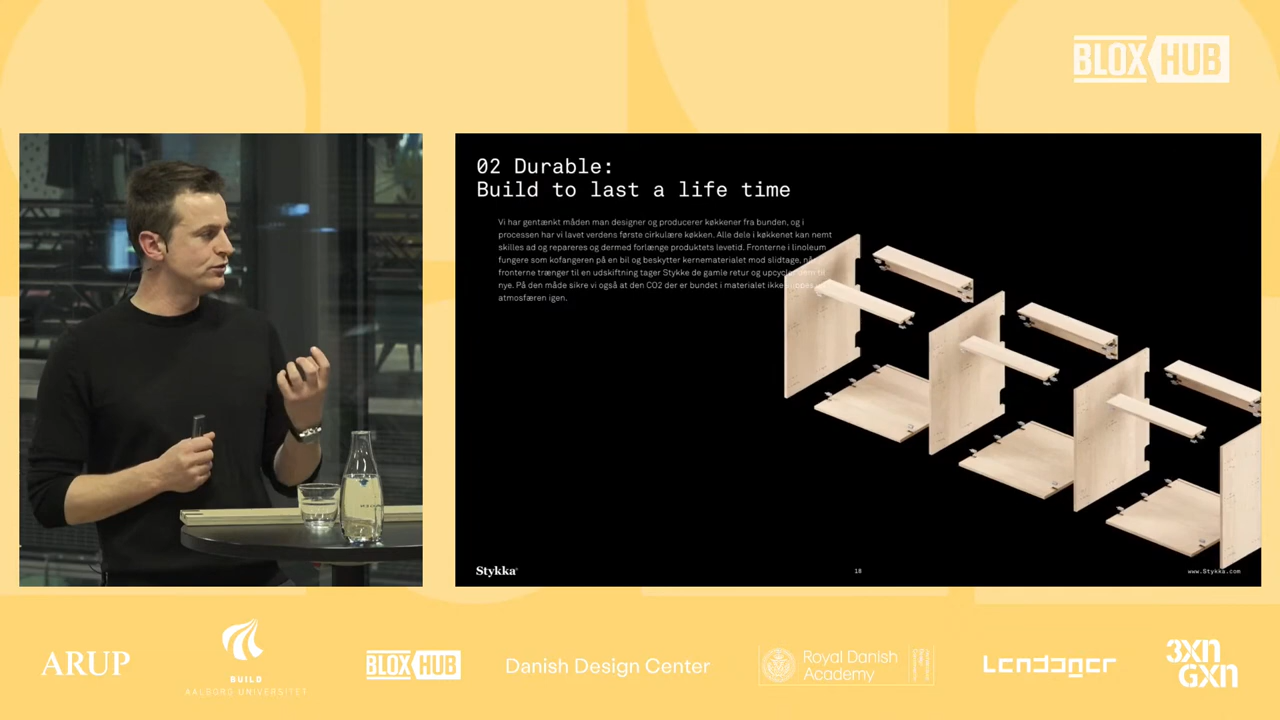 BLOX HUB
02 Durable:
Build to last a life time
Vi har gentænkt måden man designer og producerer køkkener fra bunden, og i
processen har vi lavet verdens første cirkulære køkken. Alle dele i køkkenet kan nemt
skilles ad og repareres og dermed forlænge produktets levetid. Fronterne i linoleum
fungere som kofangeren på en bil og beskytter kernematerialet mod slidtage, når
fronterne trænger til en udskiftning tager Stykke de gamle retur og
nye. På den måde sikre vi også at den CO2 der er bundet i materialet ikke
atmosfæren igen.
Stykka
18
www.Stykka.com
ARUP
BUILD
AALBORG UNIVERSITET
BLOX HUB
Danish Design Center
Royal Danish
Academy
Lendager
3XN
GXN